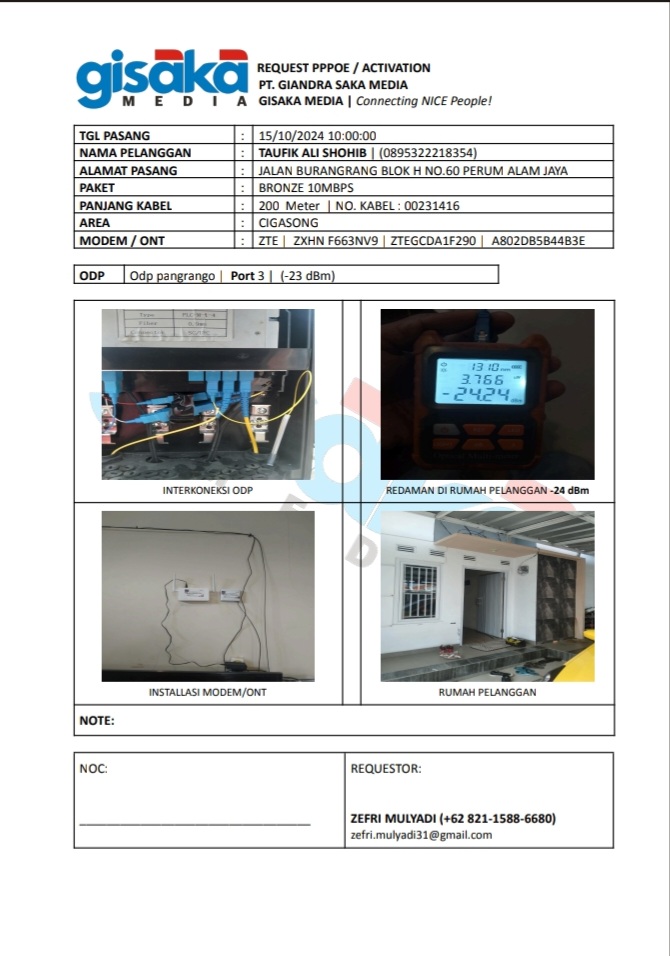 gisaka
MEDIA
REQUEST PPPOE / ACTIVATION
PT. GIANDRA SAKA MEDIA
GISAKA MEDIA | Connecting NICE People!
TGL PASANG : 15/10/2024 10:00:00
NAMA PELANGGAN : TAUFIK ALI SHOHIB | (0895322218354)
ALAMAT PASANG : JALAN BURANGRANG BLOK H NO.60 PERUM ALAM JAYA
PAKET : BRONZE 10MBPS
PANJANG KABEL : 200 Meter | NO. KABEL : 00231416
AREA : CIGASONG
MODEM / ONT : ZTE | ZXHN F663NV9 | ZTEGCDA1F290 | A802DB5B44B3E
ODP Odp pangrango | Port 3 | (-23 dBm)
Type
Fiber
1310
3.766
-24.24
INTERKONEKSI ODP
REDAMAN DI RUMAH PELANGGAN -24 dBm
INSTALLASI MODEM/ONT
RUMAH PELANGGAN
NOTE:
NOC:
REQUESTOR:
ZEFRI MULYADI (+62 821-1588-6680)
zefri.mulyadi31@gmail.com